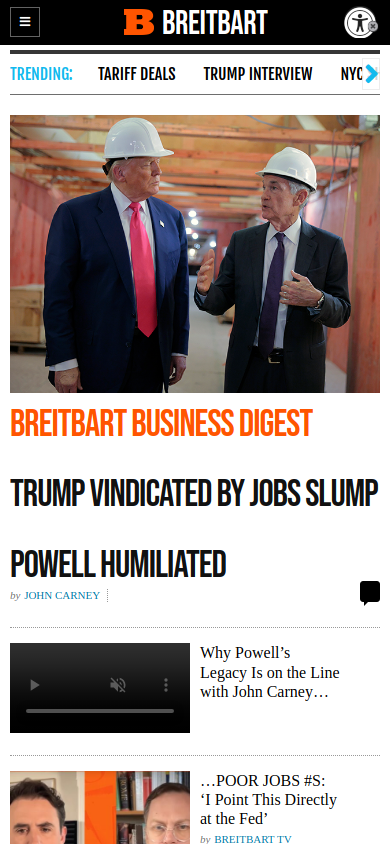 BREITBART
TRENDING:
TARIFF DEALS
TRUMP INTERVIEW
NYC
BREITBART BUSINESS DIGEST
TRUMP VINDICATED BY JOBS SLUMP
POWELL HUMILIATED
by JOHN CARNEY
Why Powell’s
Legacy Is on the Line
with John Carney…
…POOR JOBS #S:
‘I Point This Directly
at the Fed’
by BREITBART TV